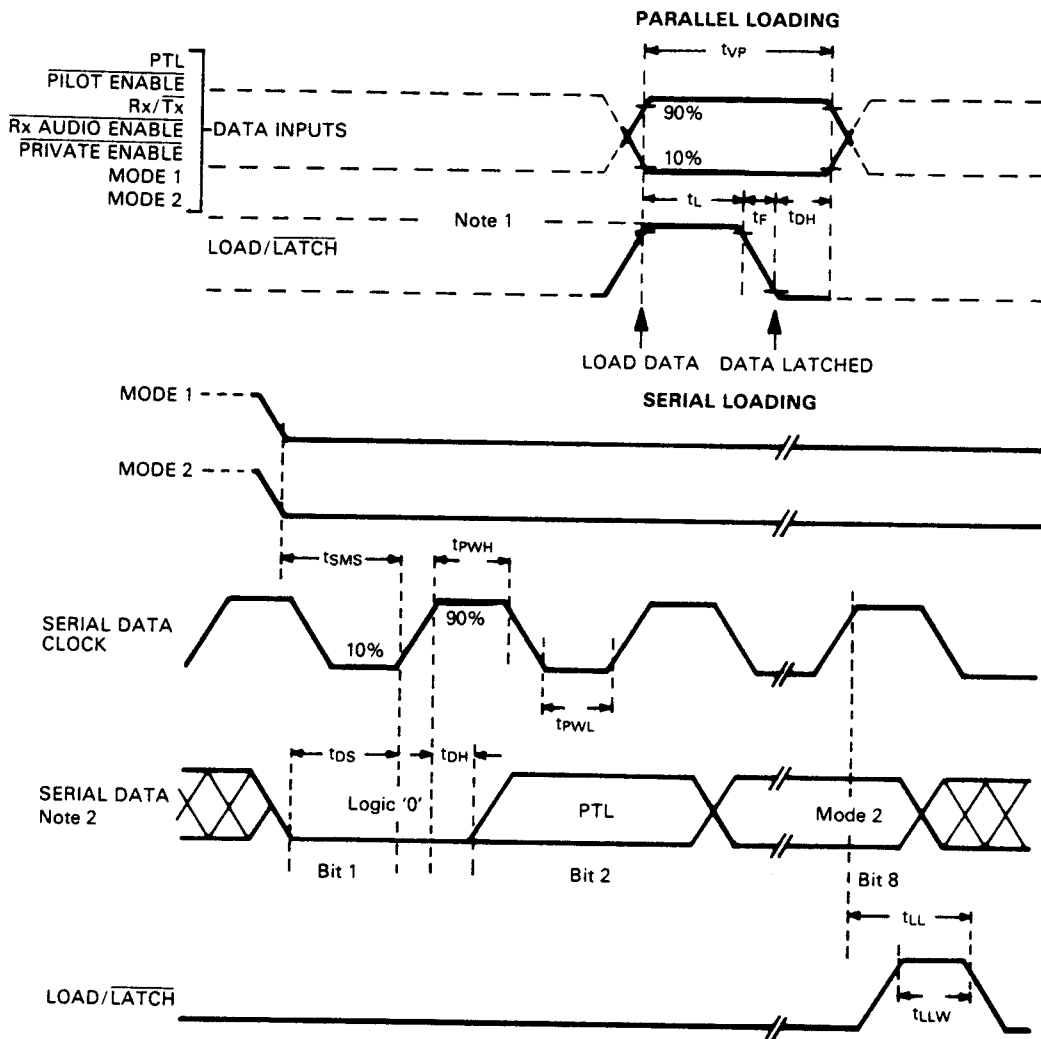 PARALLEL LOADING
tVP
PTL
PILOT ENABLE
Rx/Tx
Rx AUDIO ENABLE
PRIVATE ENABLE
MODE 1
MODE 2
DATA INPUTS
90%
10%
tL
tF
tDH
Note 1
LOAD/LATCH
LOAD DATA
DATA LATCHED
SERIAL LOADING
MODE 1
MODE 2
tSMS
tPWH
SERIAL DATA
CLOCK
10%
90%
tPWL
tDS
tDH
SERIAL DATA
Note 2
Logic '0'
PTL
Mode 2
Bit 1
Bit 2
Bit 8
tLL
LOAD/LATCH
tLLW